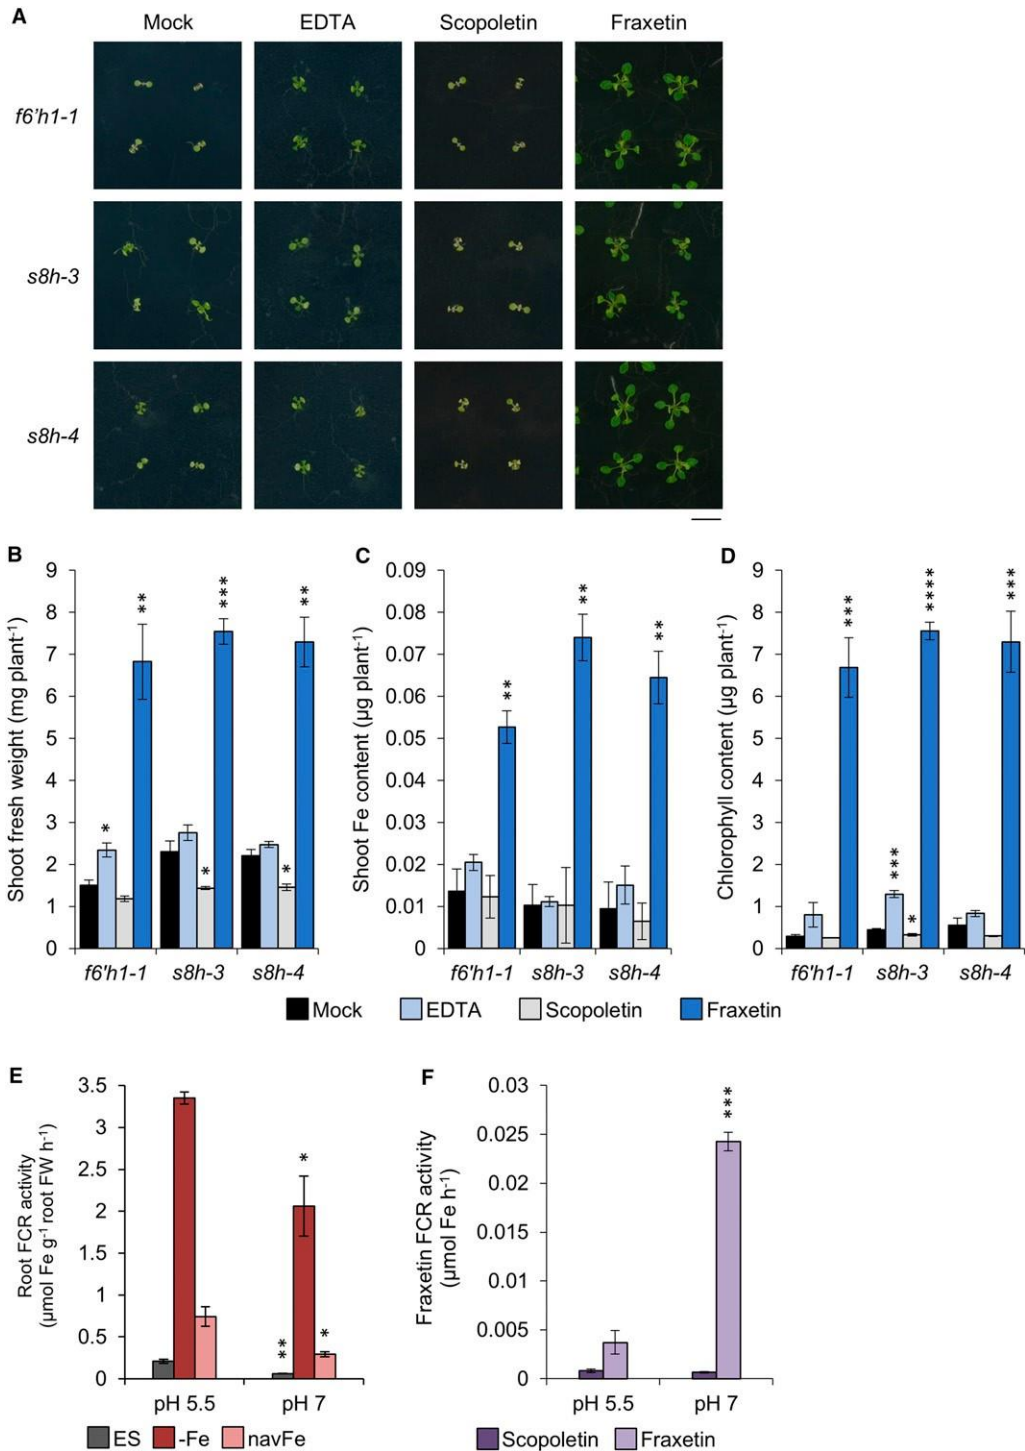 A
Mock EDTA Scopoletin Fraxetin
f6'h1-1
s8h-3
s8h-4
B
Shoot fresh weight (mg plant⁻¹)
9
8
7
6
5
4
3
2
1
0
*
**
*
***
*
**
f6'h1-1 s8h-3 s8h-4
C
Shoot Fe content (µg plant⁻¹)
0.09
0.08
0.07
0.06
0.05
0.04
0.03
0.02
0.01
0
**
**
**
f6'h1-1 s8h-3 s8h-4
D
Chlorophyll content (µg plant⁻¹)
9
8
7
6
5
4
3
2
1
0
***
***
*
****
***
f6'h1-1 s8h-3 s8h-4
Mock EDTA Scopoletin Fraxetin
E
Root FCR activity
(µmol Fe g⁻¹ root FW h⁻¹)
3.5
3
2.5
2
1.5
1
0.5
0
**
*
*
pH 5.5 pH 7
ES -Fe navFe
F
Fraxetin FCR activity
(µmol Fe h⁻¹)
0.03
0.025
0.02
0.015
0.01
0.005
0
***
pH 5.5 pH 7
Scopoletin Fraxetin